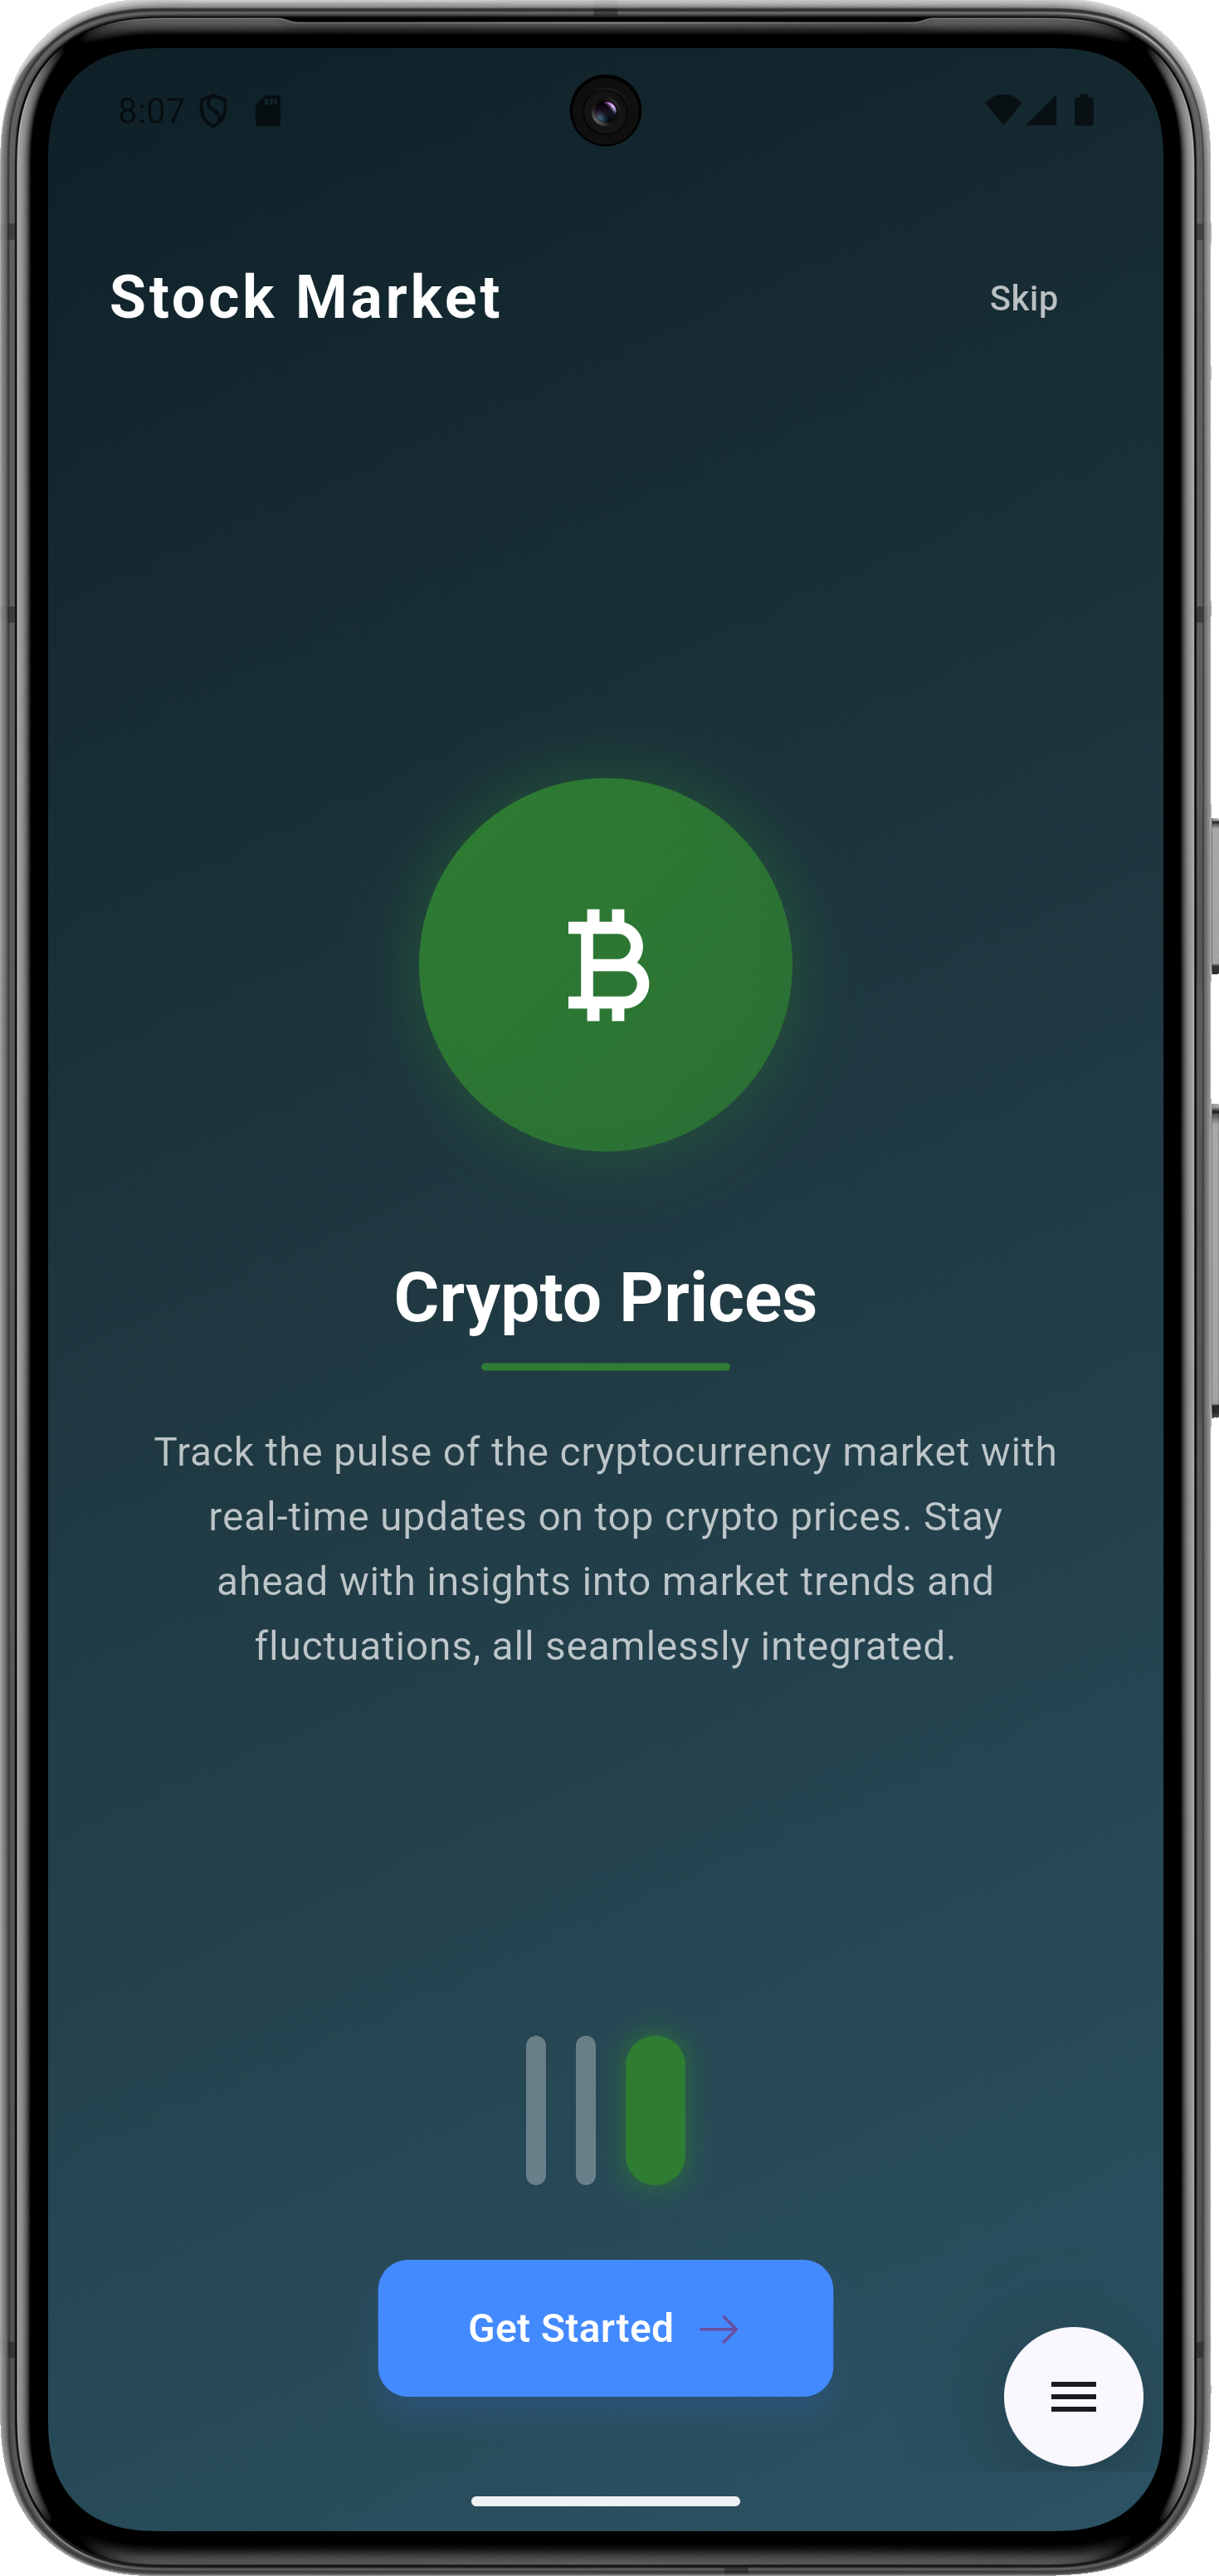 8:07
Stock Market
Skip
Crypto Prices
Track the pulse of the cryptocurrency market with
real-time updates on top crypto prices. Stay
ahead with insights into market trends and
fluctuations, all seamlessly integrated.
Get Started